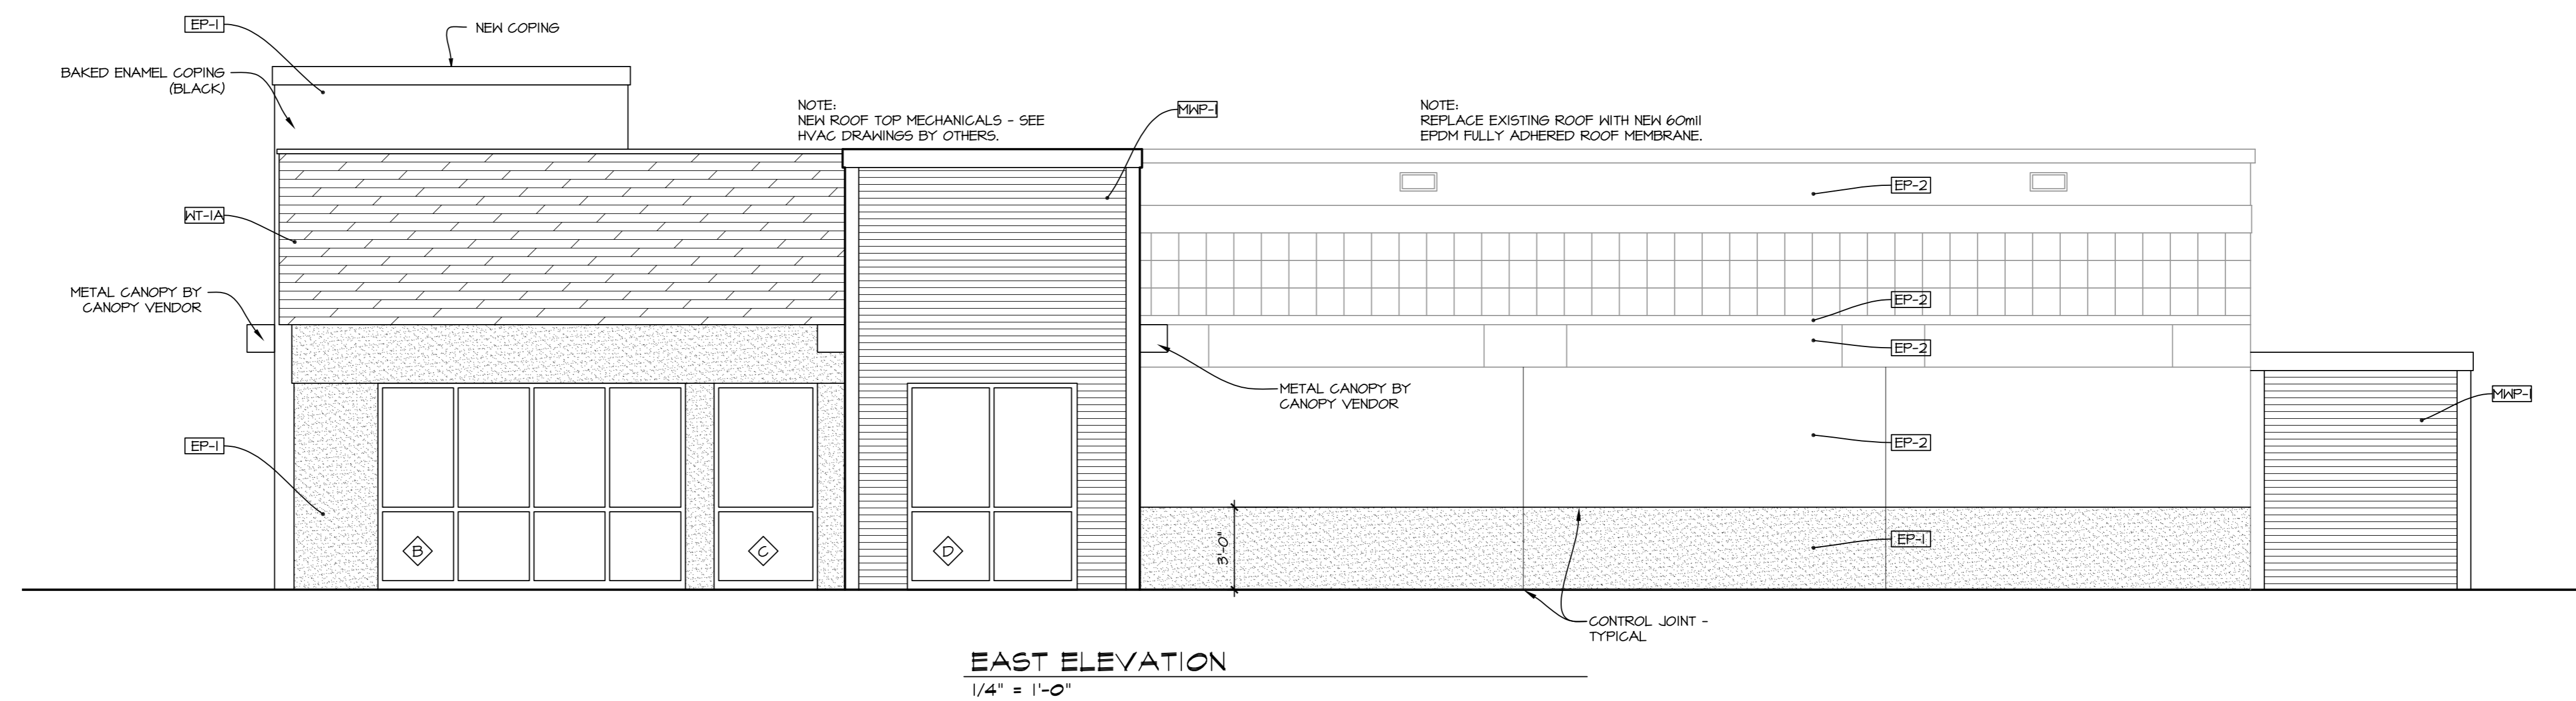 EP-1
NEW COPING
BAKED ENAMEL COPING
(BLACK)
NOTE:
NEW ROOF TOP MECHANICALS - SEE
HVAC DRAWINGS BY OTHERS.
MWP-1
NOTE:
REPLACE EXISTING ROOF WITH NEW 60mil
EPDM FULLY ADHERED ROOF MEMBRANE.
EP-2
WT-1A
METAL CANOPY BY
CANOPY VENDOR
EP-2
EP-2
METAL CANOPY BY
CANOPY VENDOR
MWP-1
EP-1
EP-2
B
C
D
3'-0"
EP-1
CONTROL JOINT -
TYPICAL
EAST ELEVATION
1/4" = 1'-0"